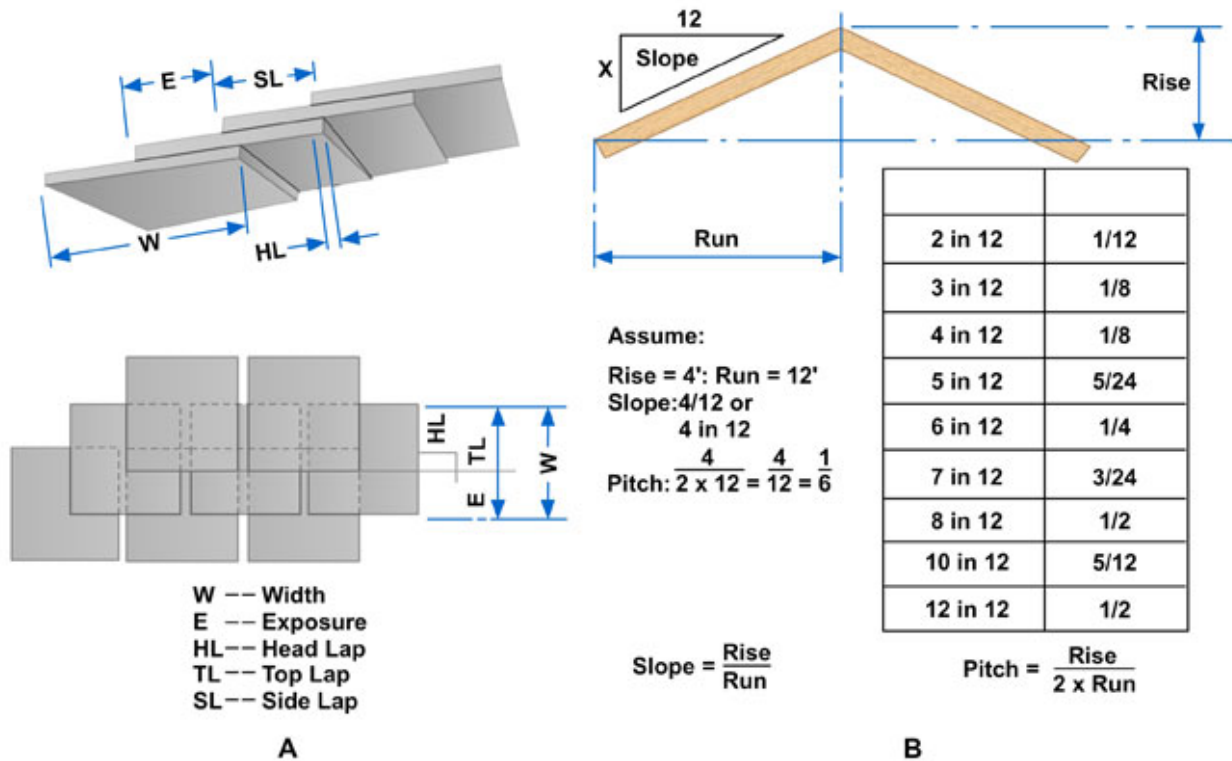 E
SL
W
HL
HL
TL
E
W
W -- Width
E -- Exposure
HL-- Head Lap
TL-- Top Lap
SL-- Side Lap
A
12
X
Slope
Rise
Run
Assume:
Rise = 4': Run = 12'
Slope:4/12 or
4 in 12
Pitch: 4/2 x 12 = 4/12 = 1/6
2 in 12 1/12
3 in 12 1/8
4 in 12 1/8
5 in 12 5/24
6 in 12 1/4
7 in 12 3/24
8 in 12 1/2
10 in 12 5/12
12 in 12 1/2
Slope = Rise/Run
Pitch = Rise/2 x Run
B